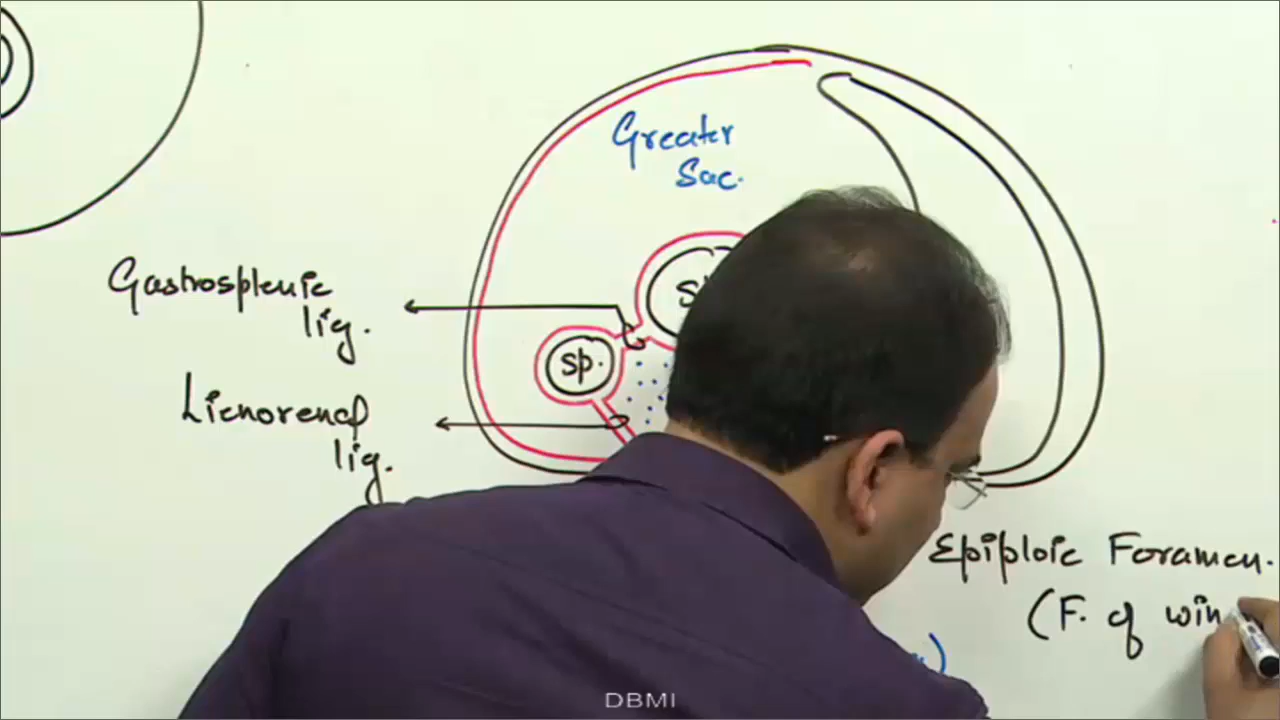 Greater
Sac.
Gastrosplenic
lig.
sp.
Lienorenal
lig.
Epiploic Foramen.
(F. of win
DBMI